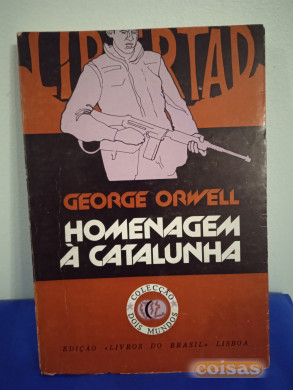 LIBERTAD
GEORGE ORWELL
HOMENAGEM
À CATALUNHA
COLECÇÃO
DOIS MUNDOS
EDIÇÃO «LIVROS DO BRASIL» LISBOA
coisas